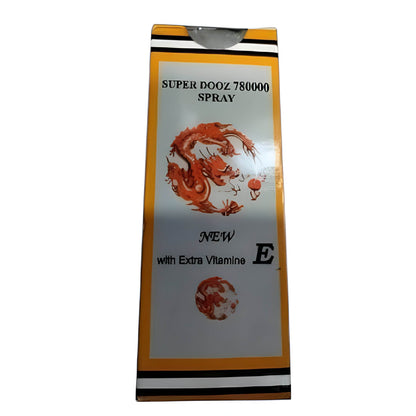 SUPER DOOZ 780000
SPRAY
NEW
with Extra Vitamine E